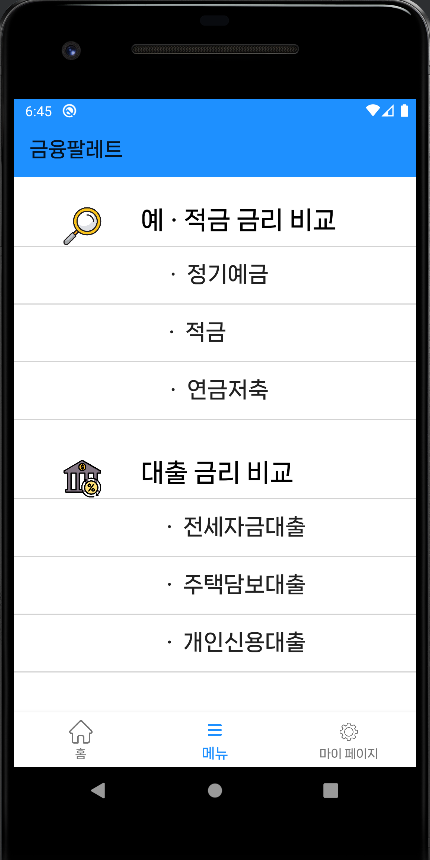 6:45
금융팔레트
예 · 적금 금리 비교
· 정기예금
· 적금
· 연금저축
대출 금리 비교
· 전세자금대출
· 주택담보대출
· 개인신용대출
홈 메뉴 마이 페이지